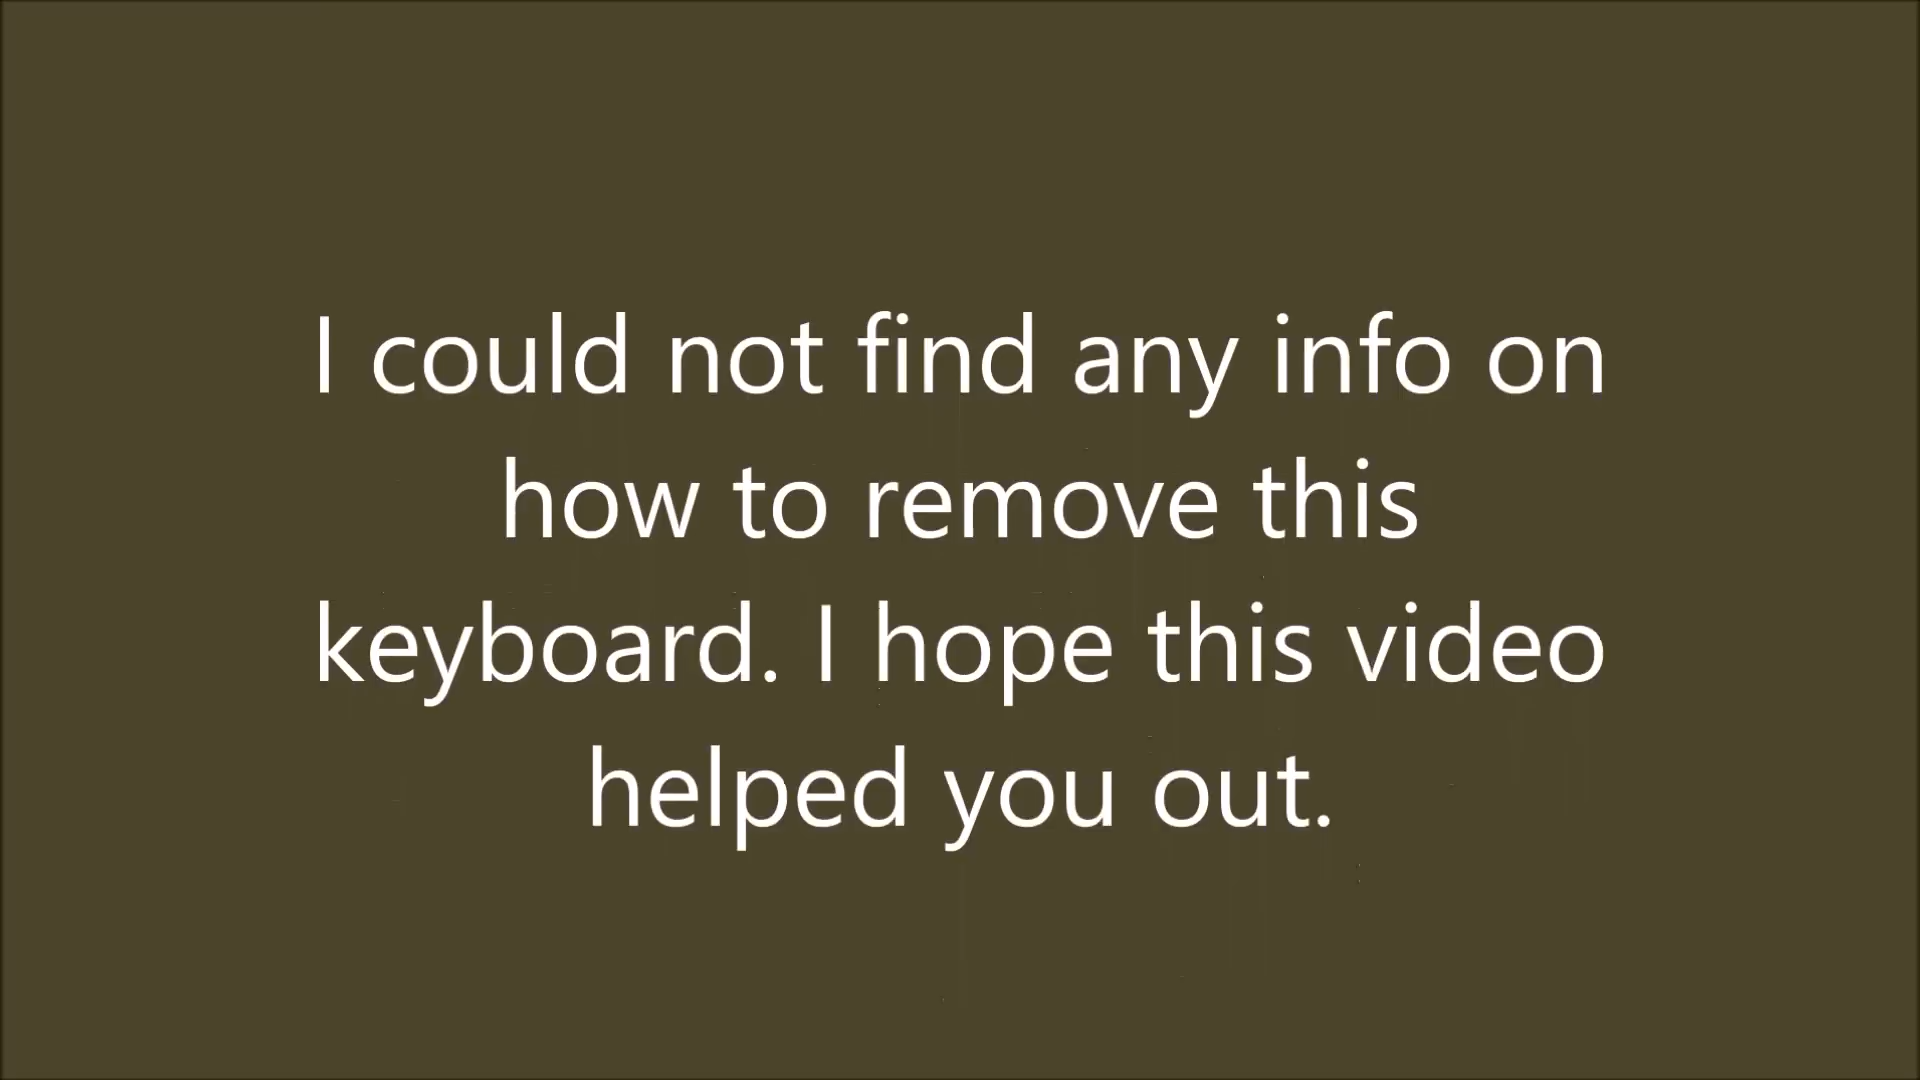 I could not find any info on
how to remove this
keyboard. I hope this video
helped you out.